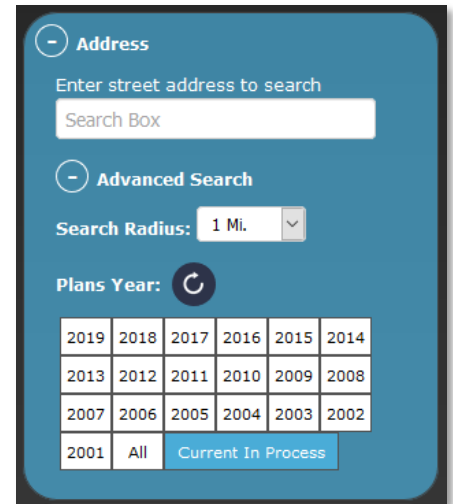 Address
Enter street address to search
Search Box
Advanced Search
Search Radius: 1 Mi.
Plans Year:
2019 2018 2017 2016 2015 2014
2013 2012 2011 2010 2009 2008
2007 2006 2005 2004 2003 2002
2001 All Current In Process